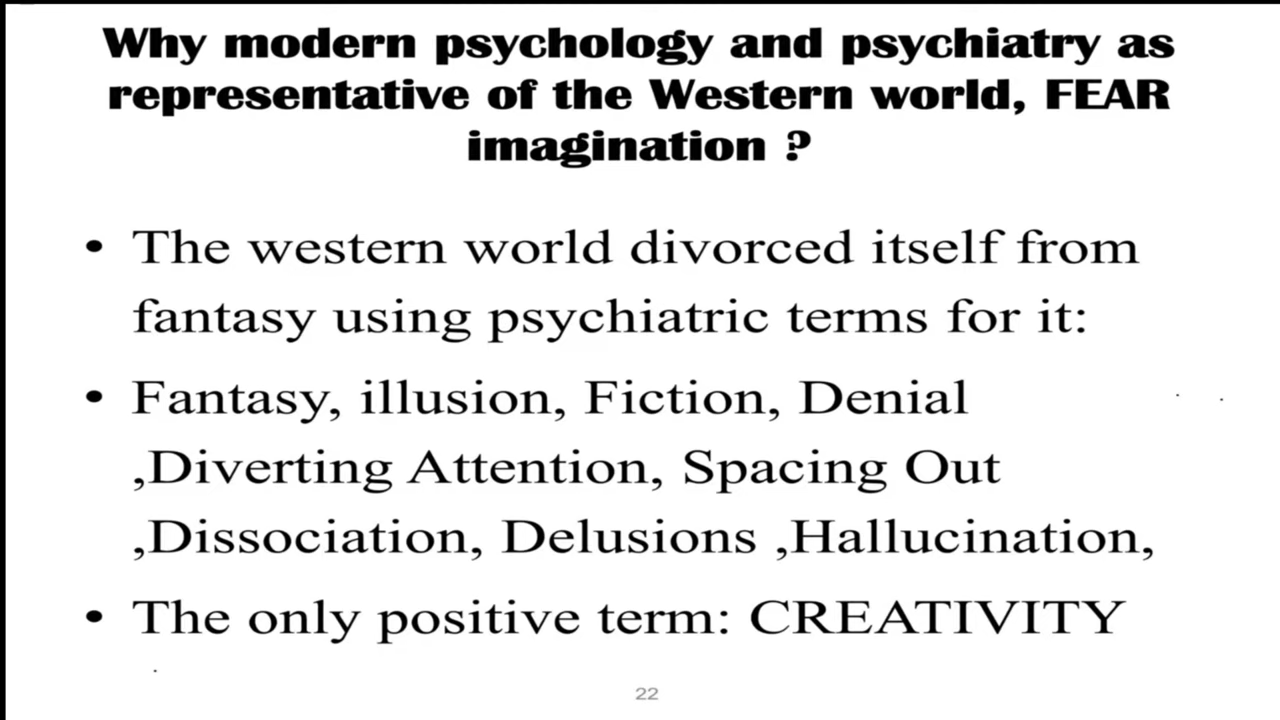 Why modern psychology and psychiatry as
representative of the Western world, FEAR
imagination ?
• The western world divorced itself from
fantasy using psychiatric terms for it:
• Fantasy, illusion, Fiction, Denial
,Diverting Attention, Spacing Out
,Dissociation, Delusions ,Hallucination,
• The only positive term: CREATIVITY
22